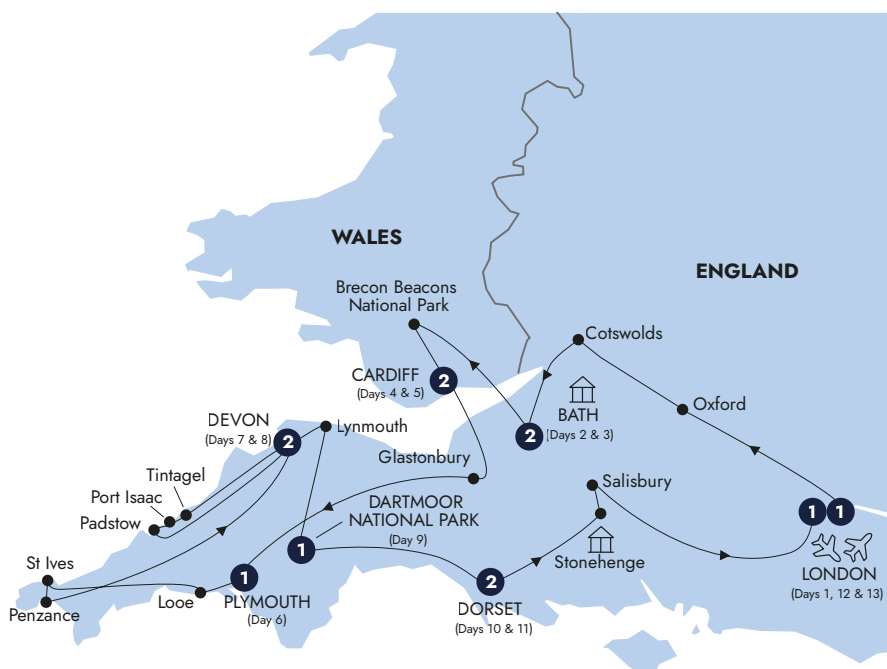 WALES
ENGLAND
Brecon Beacons
National Park
Cotswolds
CARDIFF
(Days 4 & 5)
2
BATH
(Days 2 & 3)
2
Oxford
DEVON
(Days 7 & 8)
2
Lynmouth
Glastonbury
Tintagel
Port Isaac
Padstow
Salisbury
DARTMOOR
NATIONAL PARK
(Day 9)
1
Stonehenge
1
1
LONDON
(Days 1, 12 & 13)
St Ives
Penzance
Looe
1
PLYMOUTH
(Day 6)
2
DORSET
(Days 10 & 11)